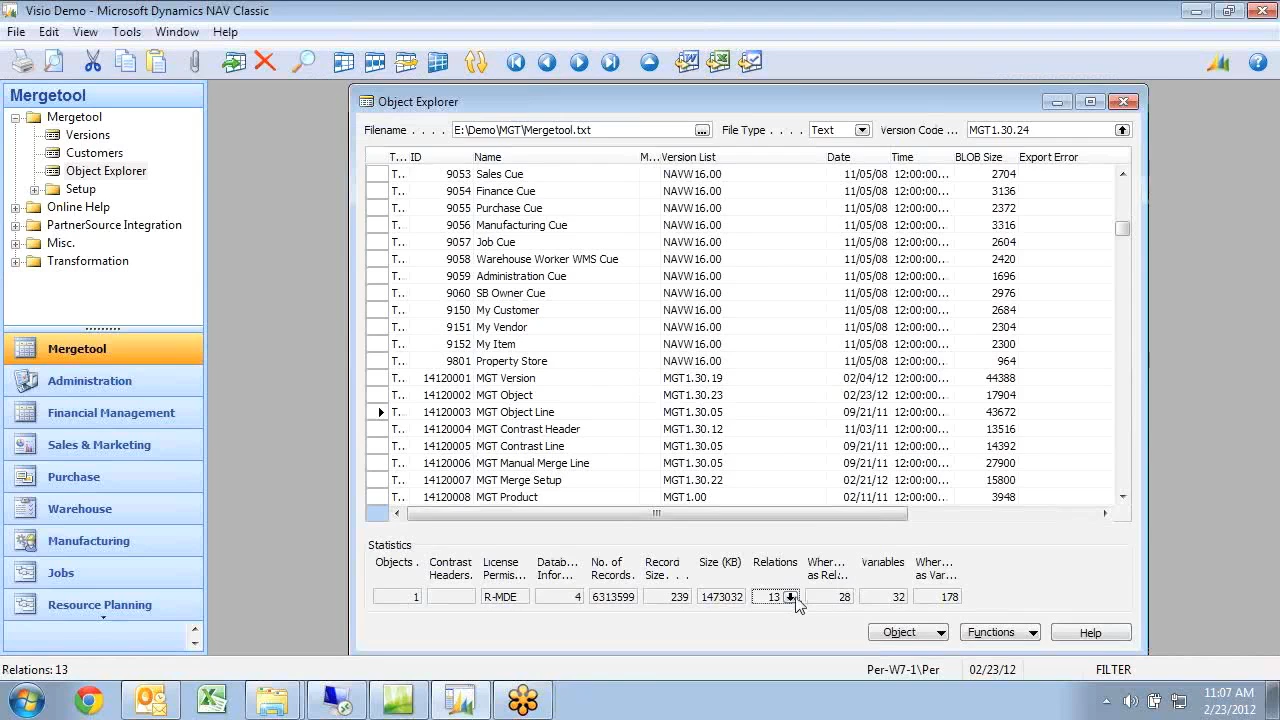 Visio Demo - Microsoft Dynamics NAV Classic
File Edit View Tools Window Help
Mergetool
Mergetool
Versions
Customers
Object Explorer
Setup
Online Help
PartnerSource Integration
Misc.
Transformation
Mergetool
Administration
Financial Management
Sales & Marketing
Purchase
Warehouse
Manufacturing
Jobs
Resource Planning
Object Explorer
Filename . . . . E:\Demo\MGT\Mergetool.txt ... File Type . . . . Text Version Code ... MGT1.30.24
T... ID Name M... Version List Date Time BLOB Size Export Error
T.. 9053 Sales Cue NAVW16.00 11/05/08 12:00:00... 2704
T.. 9054 Finance Cue NAVW16.00 11/05/08 12:00:00... 3136
T.. 9055 Purchase Cue NAVW16.00 11/05/08 12:00:00... 2372
T.. 9056 Manufacturing Cue NAVW16.00 11/05/08 12:00:00... 3316
T.. 9057 Job Cue NAVW16.00 11/05/08 12:00:00... 2604
T.. 9058 Warehouse Worker WMS Cue NAVW16.00 11/05/08 12:00:00... 2420
T.. 9059 Administration Cue NAVW16.00 11/05/08 12:00:00... 1696
T.. 9060 SB Owner Cue NAVW16.00 11/05/08 12:00:00... 2976
T.. 9150 My Customer NAVW16.00 11/05/08 12:00:00... 2684
T.. 9151 My Vendor NAVW16.00 11/05/08 12:00:00... 2304
T.. 9152 My Item NAVW16.00 11/05/08 12:00:00... 2300
T.. 9801 Property Store NAVW16.00 11/05/08 12:00:00... 964
T.. 14120001 MGT Version MGT1.30.19 02/04/12 12:00:00... 44388
T.. 14120002 MGT Object MGT1.30.23 02/23/12 12:00:00... 17904
T.. 14120003 MGT Object Line MGT1.30.05 09/21/11 12:00:00... 43672
T.. 14120004 MGT Contrast Header MGT1.30.12 11/03/11 12:00:00... 13516
T.. 14120005 MGT Contrast Line MGT1.30.05 09/21/11 12:00:00... 14392
T.. 14120006 MGT Manual Merge Line MGT1.30.05 09/21/11 12:00:00... 27900
T.. 14120007 MGT Merge Setup MGT1.30.22 02/21/12 12:00:00... 15800
T.. 14120008 MGT Product MGT1.00 02/11/11 12:00:00... 3948
Statistics
Objects . Contrast License Datab... No. of Record Size (KB) Relations Wher... Variables Wher...
Headers. Permis... Infor... Records. Size. . . . as Rel... as Var...
1 R-MDE 4 6313599 239 1473032 13 28 32 178
Object Functions Help
Relations: 13 Per-W7-1\Per 02/23/12 FILTER
11:07 AM
2/23/2012